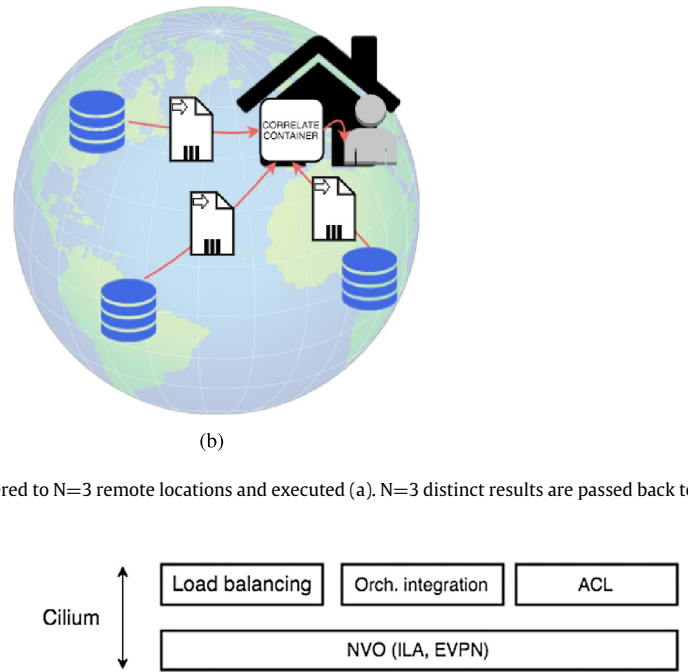 CORRELATE
CONTAINER
(b)
ered to N=3 remote locations and executed (a). N=3 distinct results are passed back to
Load balancing
Orch. integration
ACL
Cilium
NVO (ILA, EVPN)